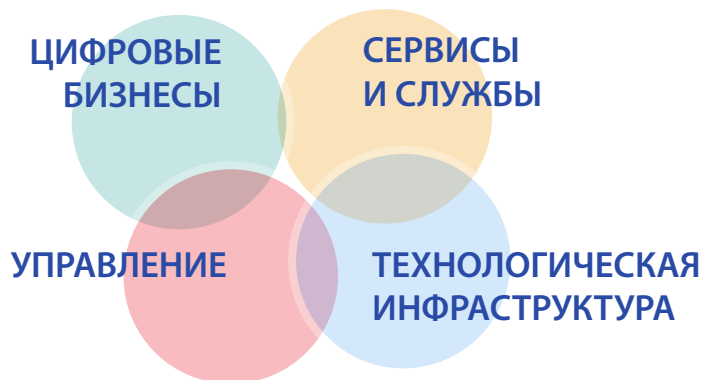 ЦИФРОВЫЕ
БИЗНЕСЫ
СЕРВИСЫ
И СЛУЖБЫ
УПРАВЛЕНИЕ
ТЕХНОЛОГИЧЕСКАЯ
ИНФРАСТРУКТУРА